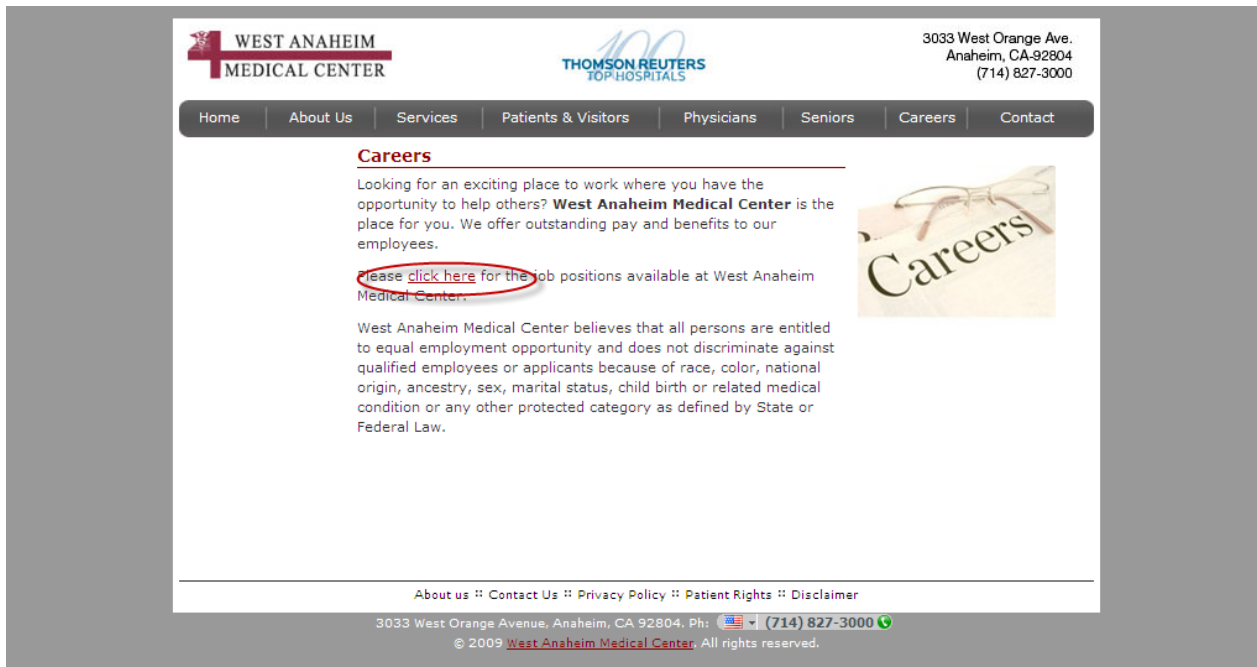 WEST ANAHEIM
MEDICAL CENTER
100
THOMSON REUTERS
TOP HOSPITALS
3033 West Orange Ave.
Anaheim, CA-92804
(714) 827-3000
Home About Us Services Patients & Visitors Physicians Seniors Careers Contact
Careers
Looking for an exciting place to work where you have the
opportunity to help others? West Anaheim Medical Center is the
place for you. We offer outstanding pay and benefits to our
employees.
Please click here for the job positions available at West Anaheim
Medical Center.
West Anaheim Medical Center believes that all persons are entitled
to equal employment opportunity and does not discriminate against
qualified employees or applicants because of race, color, national
origin, ancestry, sex, marital status, child birth or related medical
condition or any other protected category as defined by State or
Federal Law.
Careers
About us :: Contact Us :: Privacy Policy :: Patient Rights :: Disclaimer
3033 West Orange Avenue, Anaheim, CA 92804. Ph: (714) 827-3000
© 2009 West Anaheim Medical Center. All rights reserved.